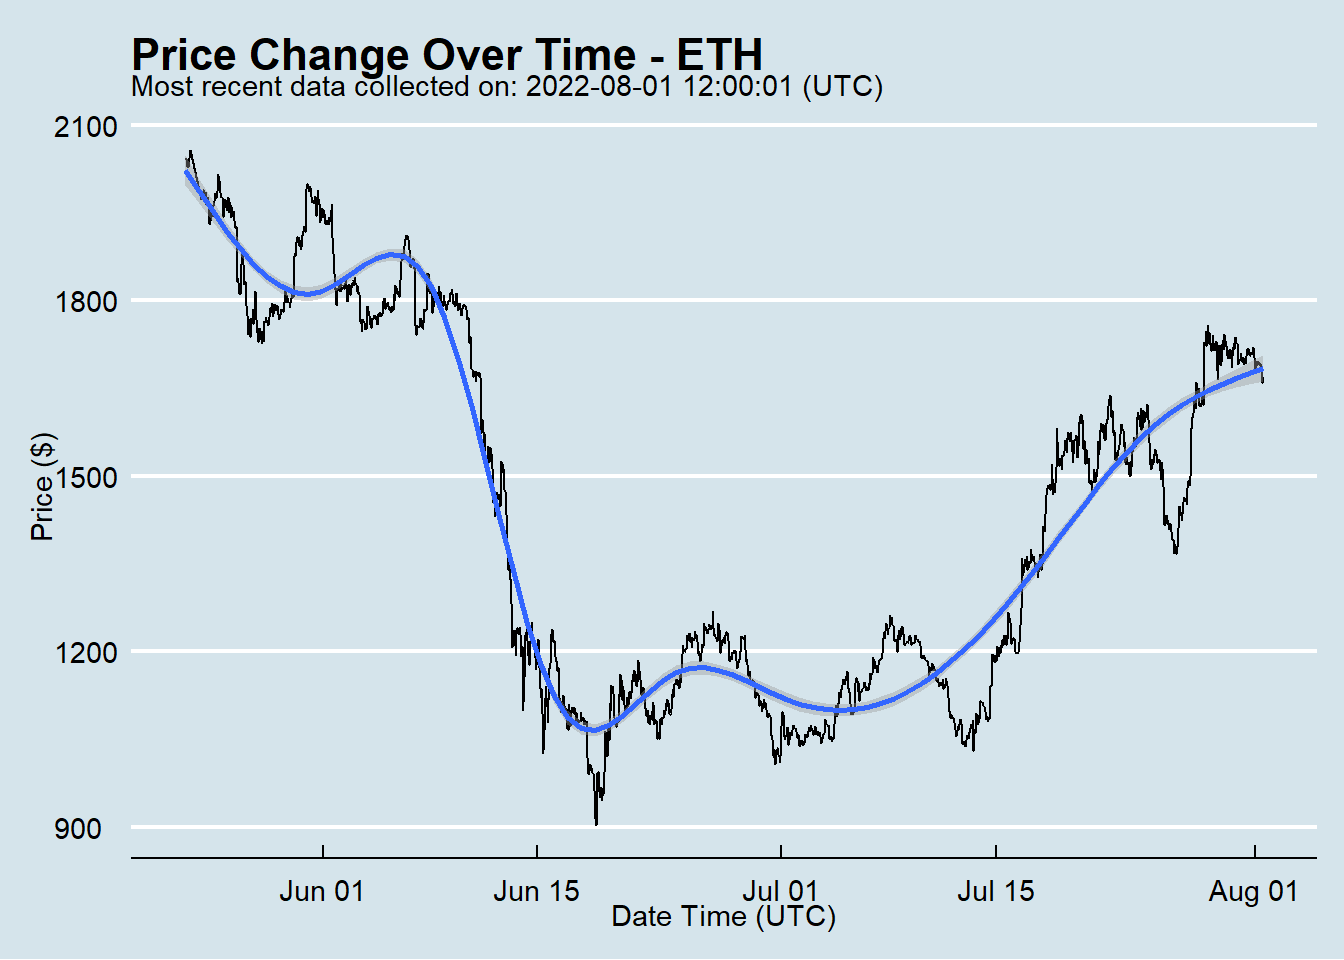 Price Change Over Time - ETH
Most recent data collected on: 2022-08-01 12:00:01 (UTC)
2100
1800
1500
1200
900
Price ($)
Jun 01 Jun 15 Jul 01 Jul 15 Aug 01
Date Time (UTC)